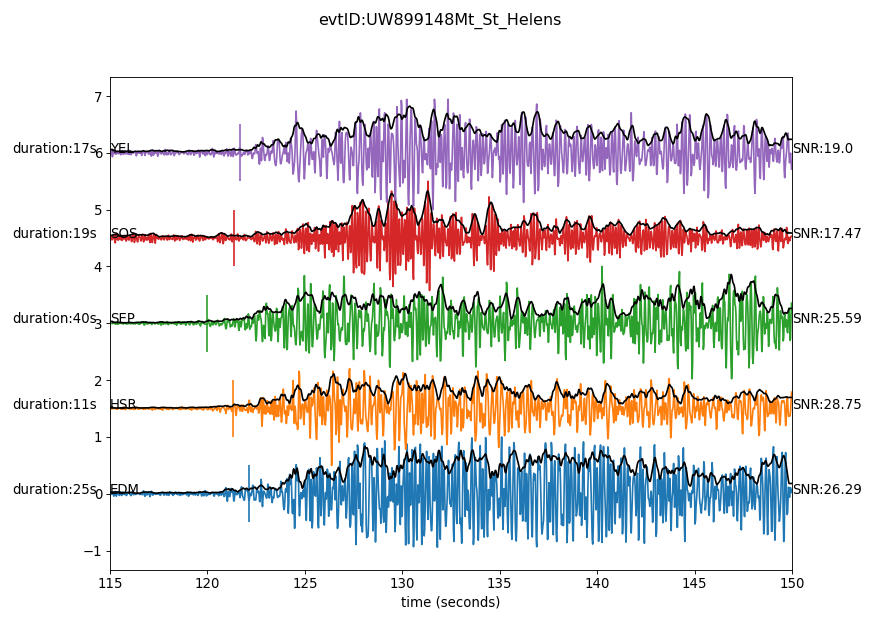 evtID:UW899148Mt_St_Helens
7
duration:17s YEL SNR:19.0
6
5
duration:19s SOS SNR:17.47
4
duration:40s SEP SNR:25.59
3
2
duration:11s HSR SNR:28.75
1
duration:25s EDM SNR:26.29
0
−1
115 120 125 130 135 140 145 150
time (seconds)